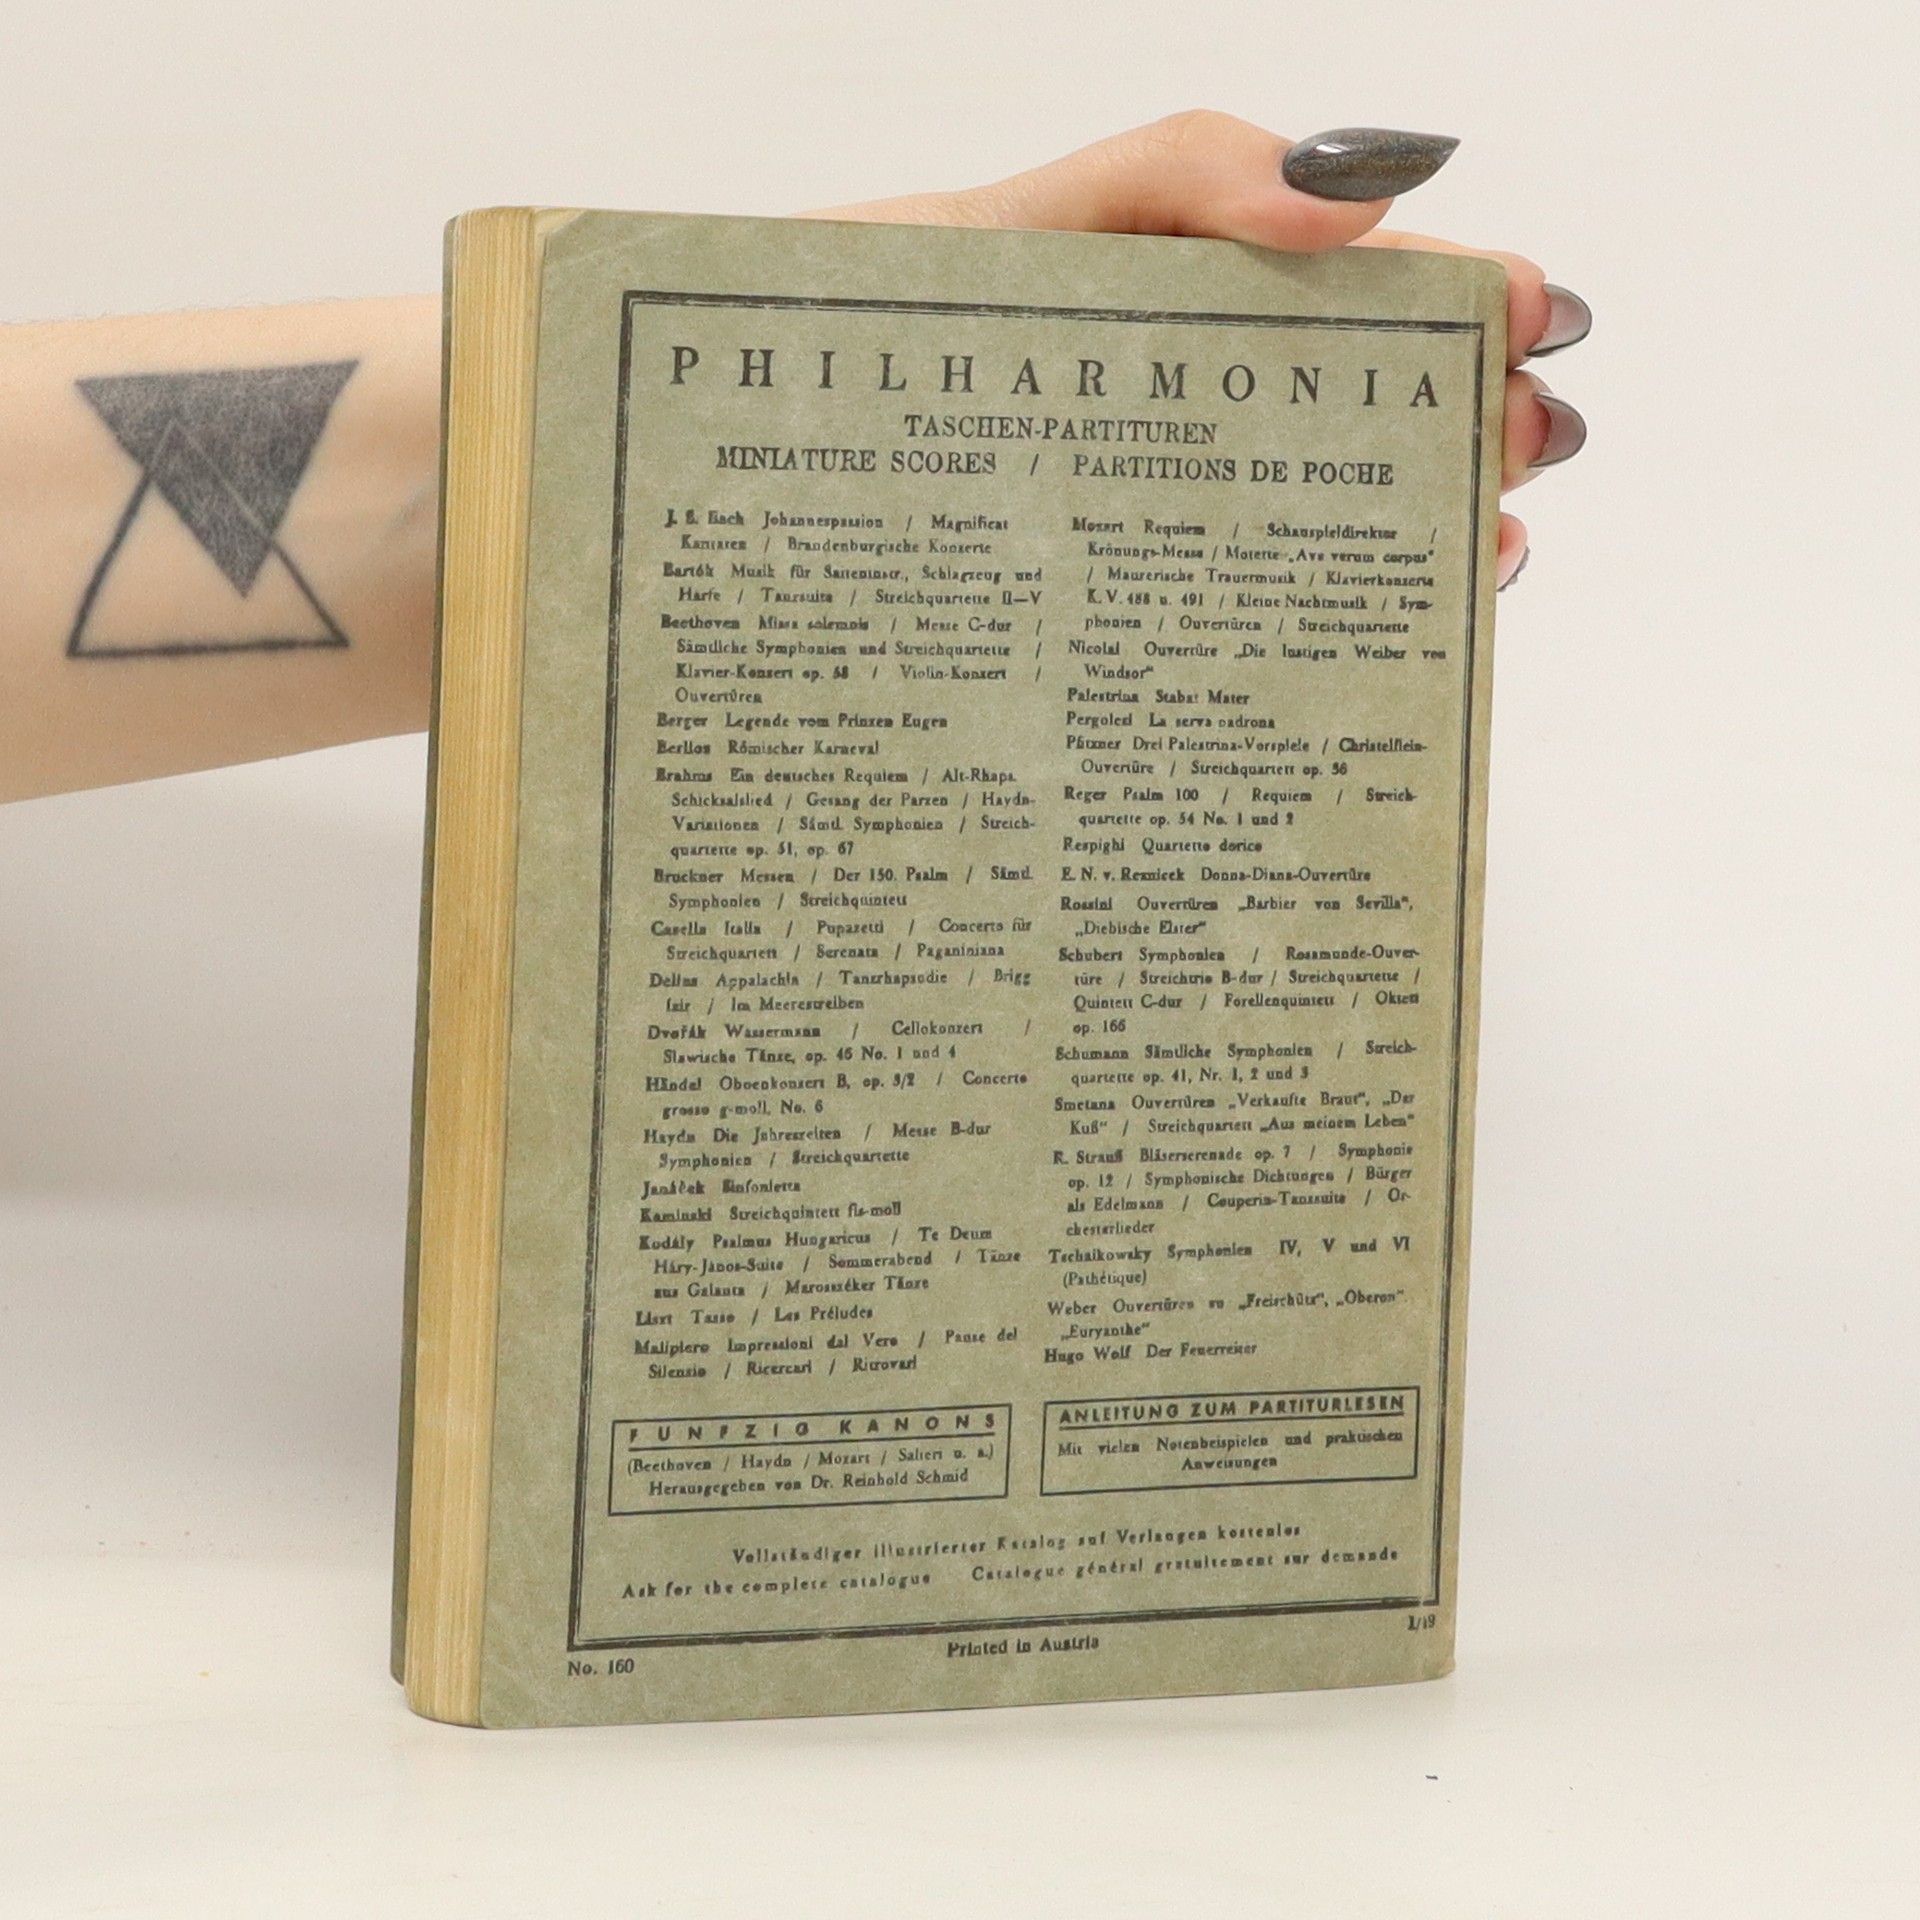 PHILHARMONIA
TASCHEN-PARTITUREN
MINIATURE SCORES / PARTITIONS DE POCHE
J. S. Bach Johannespassion / Magnificat
Kantaten / Brandenburgische Konzerte
Bartók Musik für Saiteninstr., Schlagzeug und
Harfe / Tanzsuite / Streichquartette II—V
Beethoven Missa solemnis / Messe C-dur /
Sämtliche Symphonien und Streichquartette /
Klavier-Konzert op. 58 / Violin-Konzert /
Ouvertüren
Berger Legende vom Prinzen Eugen
Berlioz Römischer Karneval
Brahms Ein deutsches Requiem / Alt-Rhaps.
Schicksalslied / Gesang der Parzen / Haydn-
Variationen / Sämtl. Symphonien / Streich-
quartette op. 51, op. 67
Bruckner Messen / Der 150. Psalm / Sämtl.
Symphonien / Streichquintett
Casella Italia / Pupazetti / Concerto für
Streichquartett / Serenata / Paganiniana
Delius Appalachia / Tanzrhapsodie / Brigg
fair / Im Meerestreiben
Dvořák Wassermann / Cellokonzert /
Slawische Tänze, op. 46 No. 1 und 4
Händel Oboenkonzert B, op. 3/2 / Concerto
grosso g-moll, No. 6
Haydn Die Jahreszeiten / Messe B-dur
Symphonien / Streichquartette
Janáček Sinfonietta
Kaminski Streichquintett fis-moll
Kodály Psalmus Hungaricus / Te Deum
Háry-János-Suite / Sommerabend / Tänze
aus Galanta / Marosszéker Tänze
Liszt Tasso / Les Préludes
Malipiero Impressioni dal Vero / Pause del
Silenzio / Ricercari / Ritrovari
Mozart Requiem / Schauspieldirektor /
Krönungs-Messe / Motette „Ave verum corpus“
/ Maurerische Trauermusik / Klavierkonzerte
K. V. 488 u. 491 / Kleine Nachtmusik / Sym-
phonien / Ouvertüren / Streichquartette
Nicolai Ouvertüre „Die lustigen Weiber von
Windsor“
Palestrina Stabat Mater
Pergolesi La serva padrona
Pfitzner Drei Palestrina-Vorspiele / Christelflein-
Ouvertüre / Streichquartett op. 36
Reger Psalm 100 / Requiem / Streich-
quartette op. 54 No. 1 und 2
Respighi Quartetto dorico
E. N. v. Reznicek Donna-Diana-Ouvertüre
Rossini Ouvertüren „Barbier von Sevilla“,
„Diebische Elster“
Schubert Symphonien / Rosamunde-Ouver-
türe / Streichtrio B-dur / Streichquartette /
Quintett C-dur / Forellenquintett / Oktett
op. 166
Schumann Sämtliche Symphonien / Streich-
quartette op. 41, Nr. 1, 2 und 3
Smetana Ouvertüren „Verkaufte Braut“, „Der
Kuß“ / Streichquartett „Aus meinem Leben“
R. Strauß Bläserserenade op. 7 / Symphonie
op. 12 / Symphonische Dichtungen / Bürger
als Edelmann / Couperin-Tanzsuite / Or-
chesterlieder
Tschaikowsky Symphonien IV, V und VI
(Pathétique)
Weber Ouvertüren zu „Freischütz“, „Oberon“
„Euryanthe“
Hugo Wolf Der Feuerreiter
FÜNFZIG KANONS
(Beethoven / Haydn / Mozart / Salieri u. a.)
Herausgegeben von Dr. Reinhold Schmid
ANLEITUNG ZUM PARTITURLESEN
Mit vielen Notenbeispielen und praktischen
Anweisungen
Vollständiger illustrierter Katalog auf Verlangen kostenlos
Ask for the complete catalogue Catalogue général gratuitement sur demande
No. 160
Printed in Austria
1/49